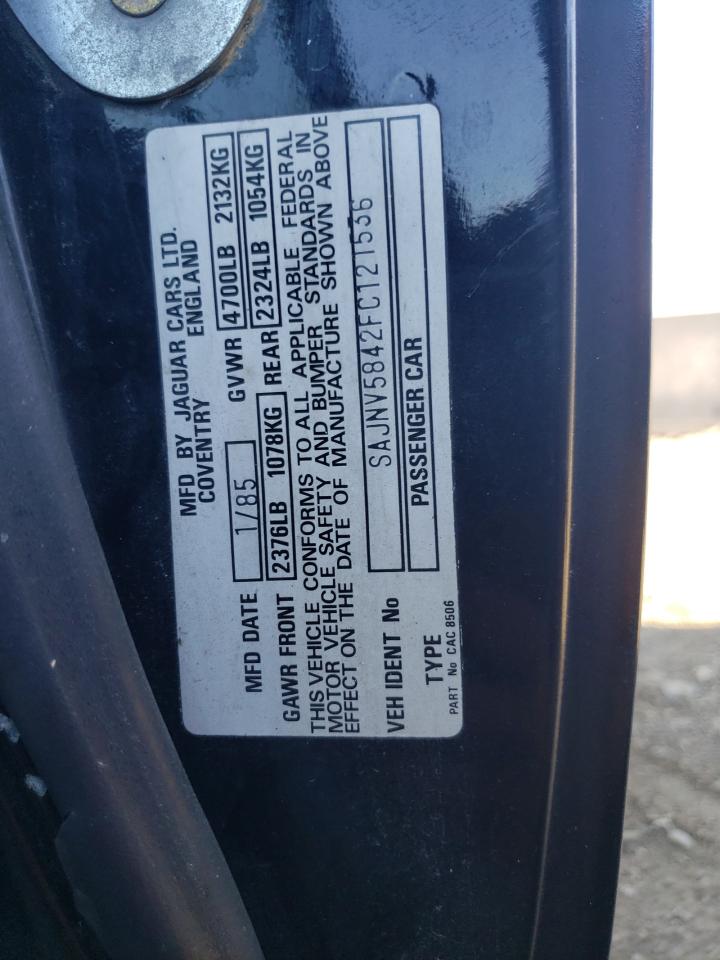 MFD BY JAGUAR CARS LTD.
COVENTRY ENGLAND
MFD DATE 1/85 GVWR 4700LB 2132KG
GAWR FRONT 2376LB 1078KG REAR 2324LB 1054KG
THIS VEHICLE CONFORMS TO ALL APPLICABLE FEDERAL
MOTOR VEHICLE SAFETY AND BUMPER STANDARDS IN
EFFECT ON THE DATE OF MANUFACTURE SHOWN ABOVE
VEH IDENT No SAJNV5842FC121536
TYPE PASSENGER CAR
PART No CAC 8506